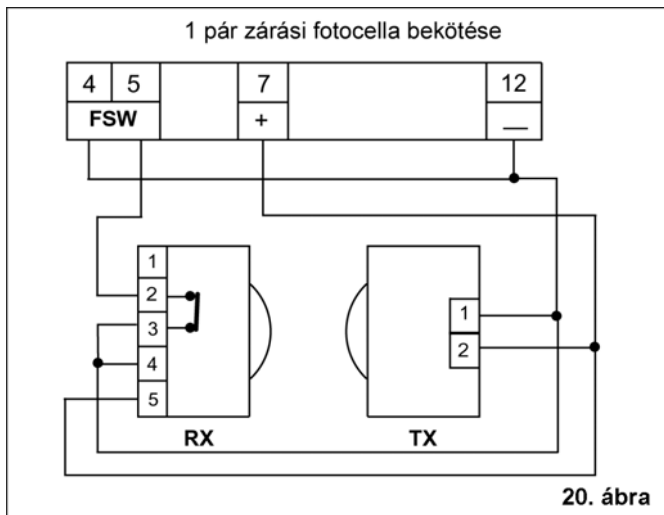 1 pár zárási fotocella bekötése
4 5 7 12
FSW + —
1
2
3
4
5
1
2
RX TX
20. ábra